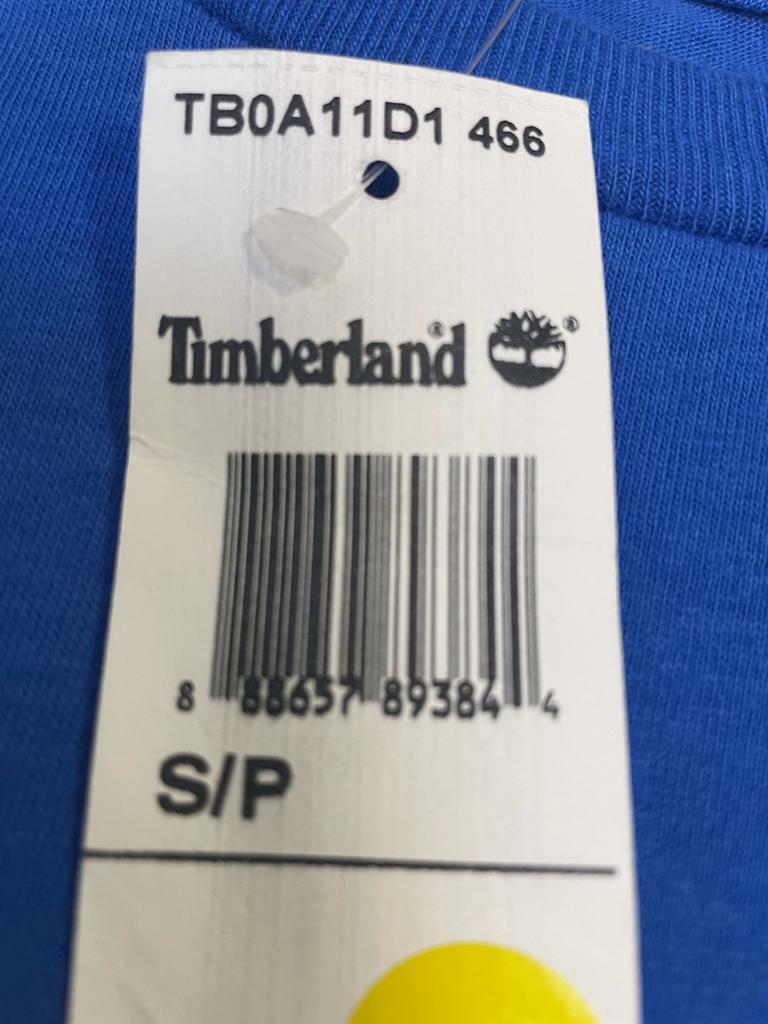 TB0A11D1 466
Timberland® ®
8 88657 89384 4
S/P